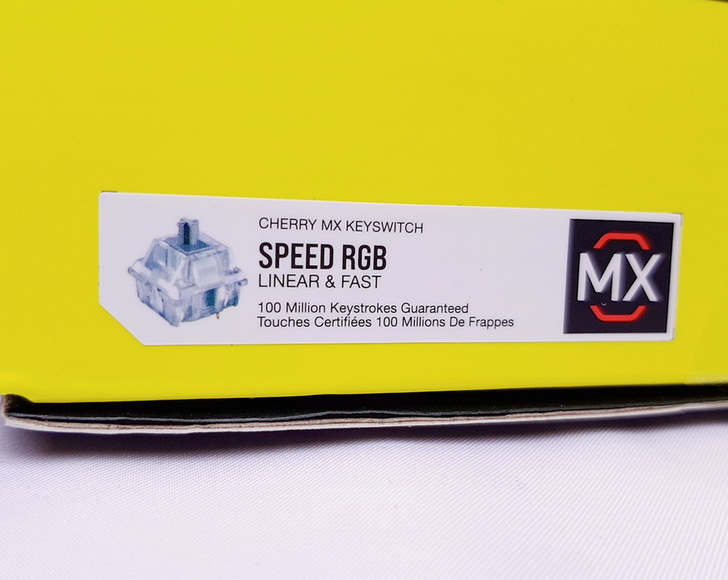 CHERRY MX KEYSWITCH
SPEED RGB
LINEAR & FAST
100 Million Keystrokes Guaranteed
Touches Certifiées 100 Millions De Frappes
MX